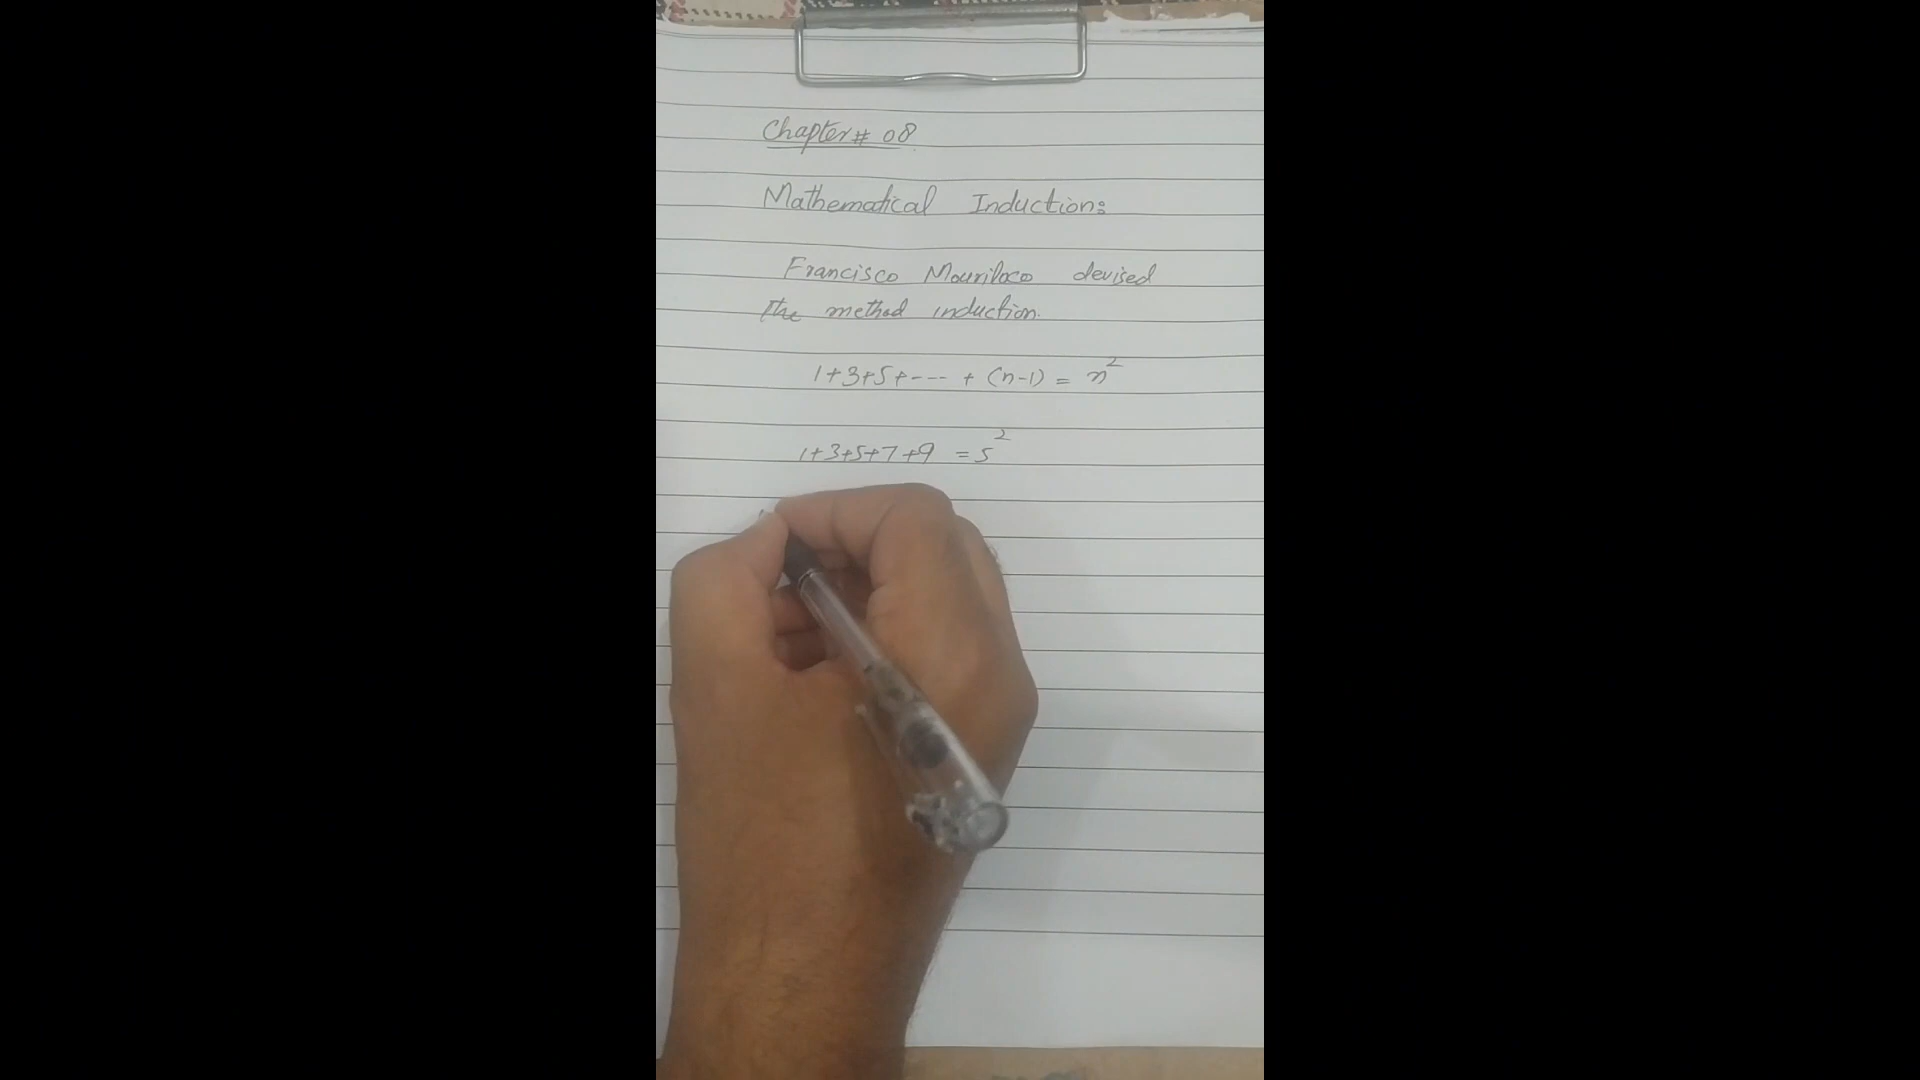 Chapter # 08
Mathematical Induction:
Francisco Mouriloco devised
the method induction.
1+3+5+---- + (n-1) = n²
1+3+5+7+9 = 5²